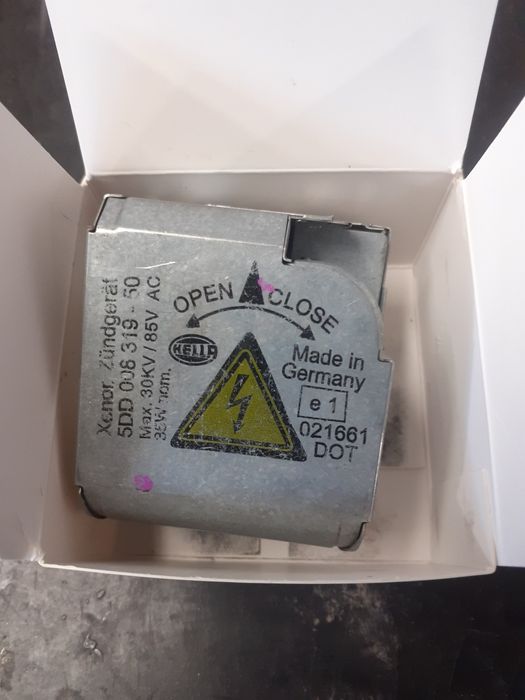 OPEN CLOSE
Xenon Zündgerät
5DD 008 319 - 50
Max. 30KV / 85V AC
35W nom.
HELLA
Made in
Germany
e 1
021661
DOT